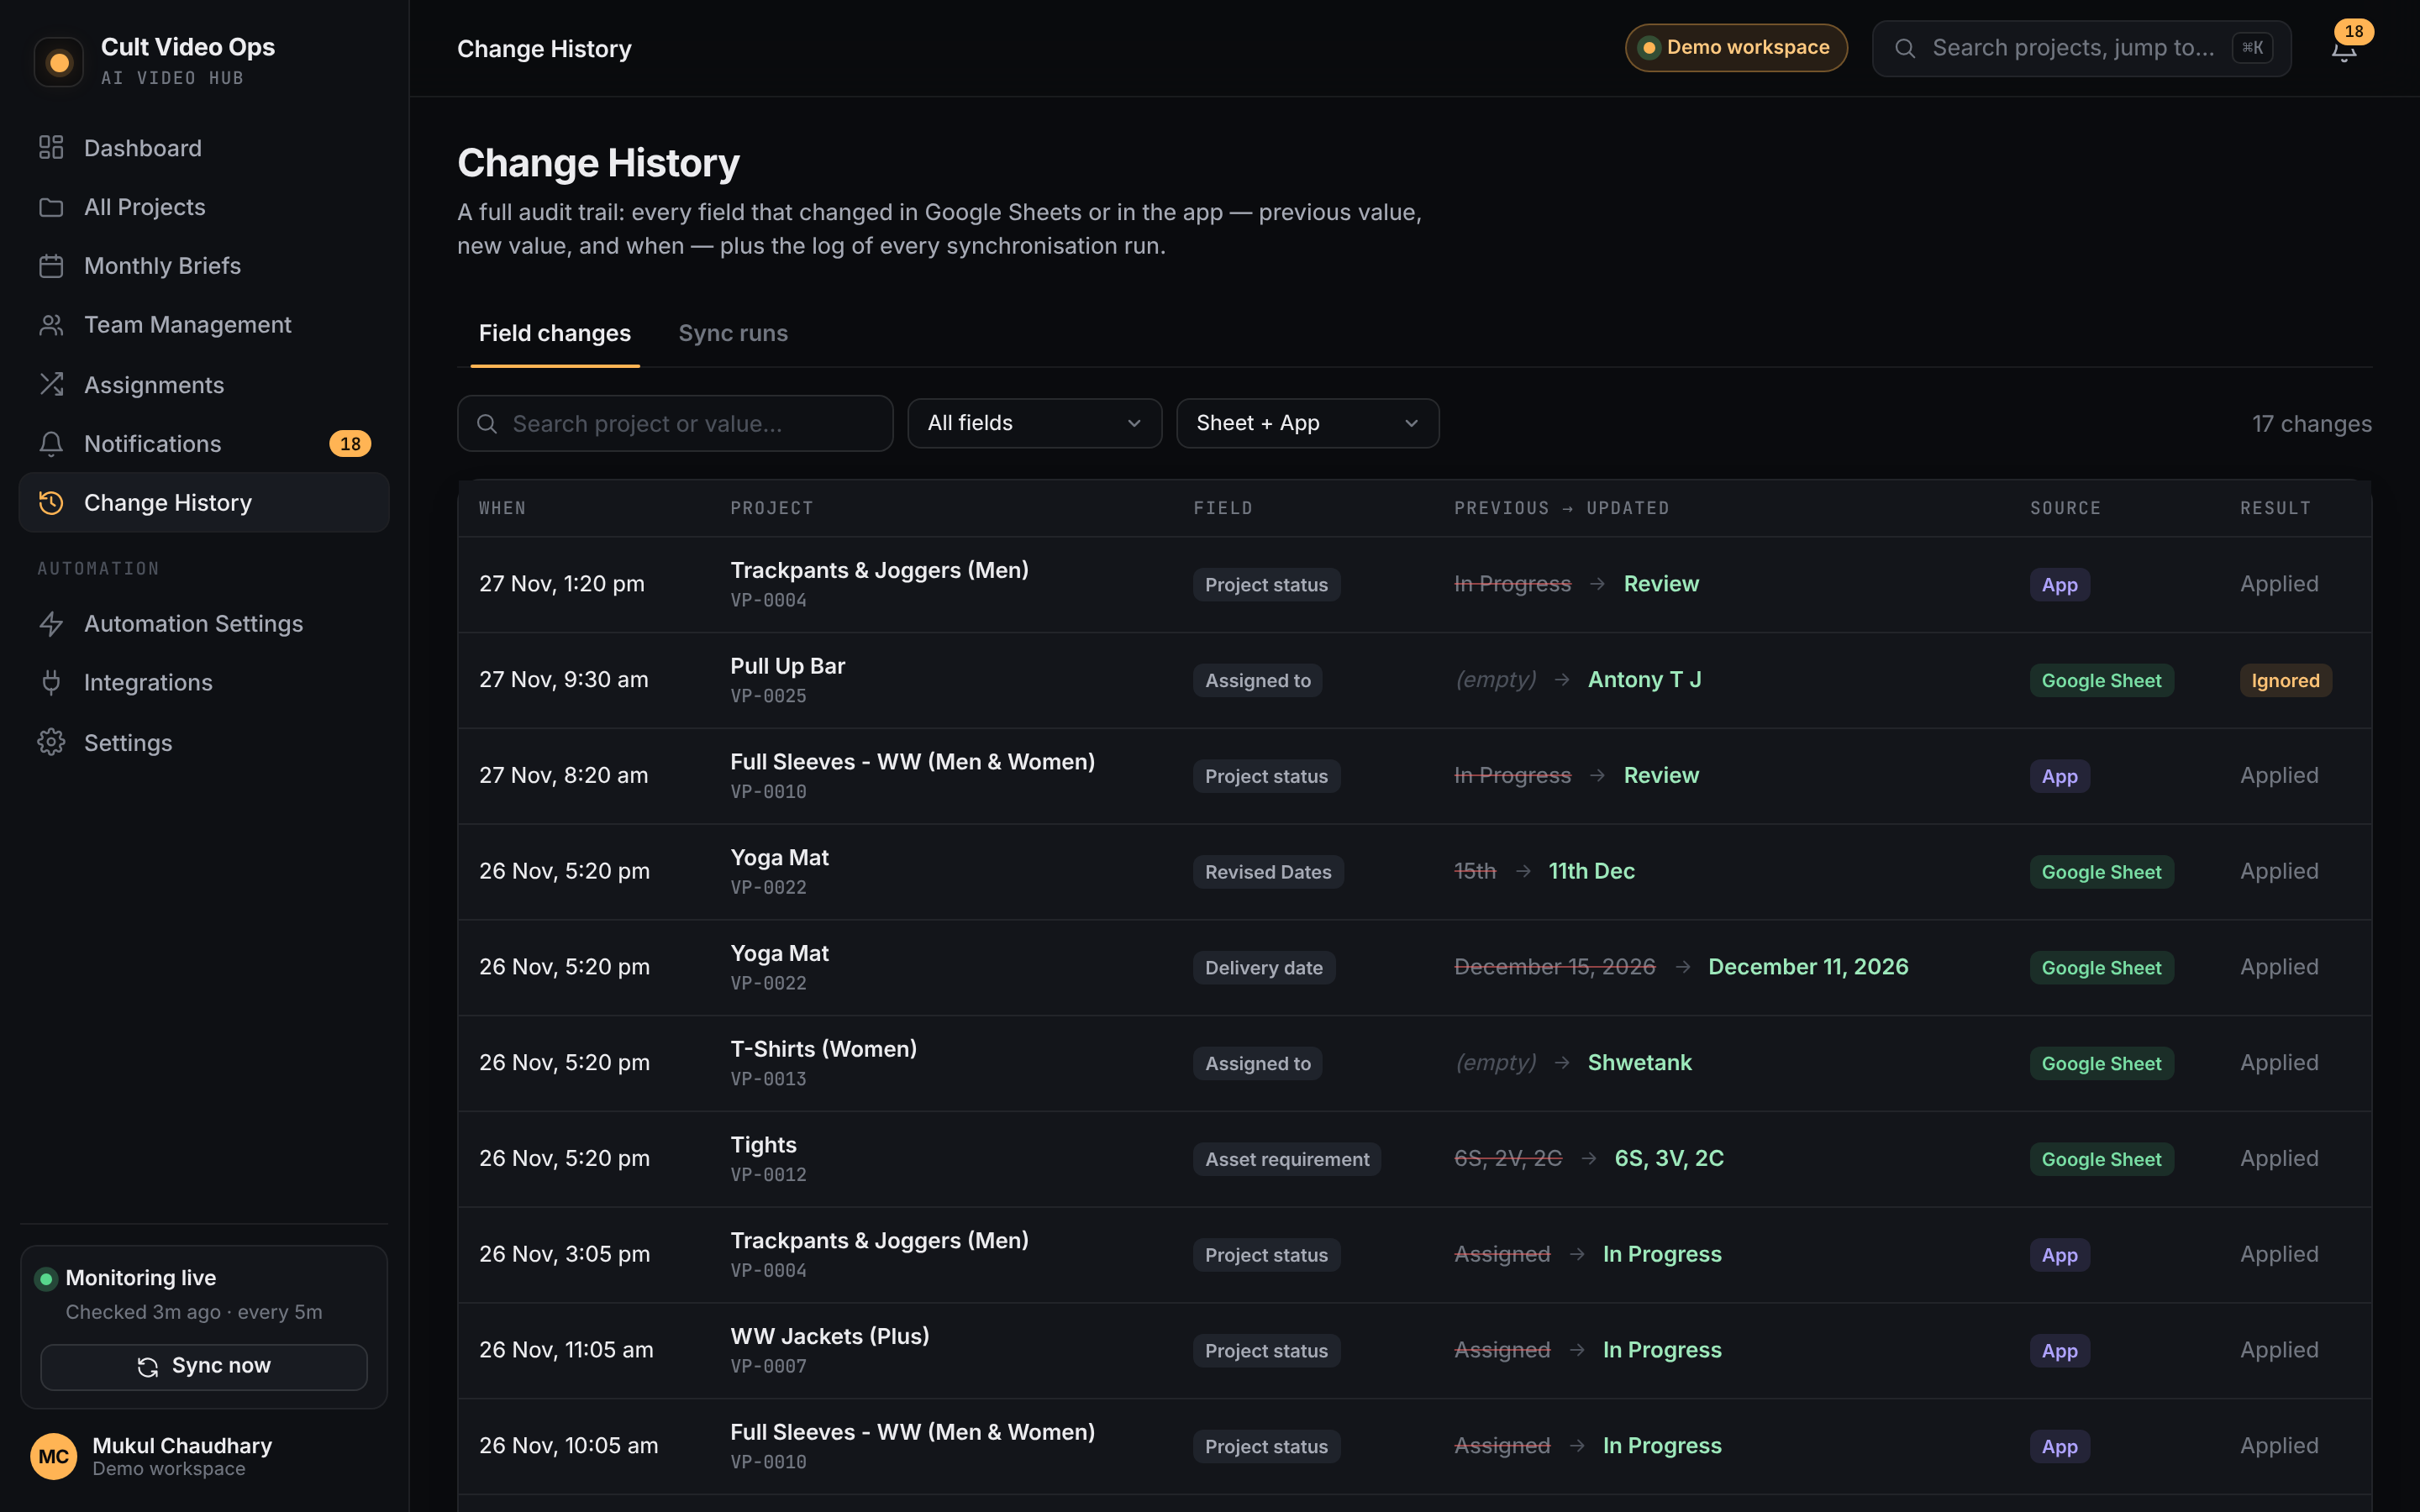 Cult Video Ops
AI VIDEO HUB
Dashboard
All Projects
Monthly Briefs
Team Management
Assignments
Notifications 18
Change History
AUTOMATION
Automation Settings
Integrations
Settings
Monitoring live
Checked 3m ago · every 5m
Sync now
MC
Mukul Chaudhary
Demo workspace
Change History
Demo workspace
Search projects, jump to... ⌘K
18
Change History
A full audit trail: every field that changed in Google Sheets or in the app — previous value,
new value, and when — plus the log of every synchronisation run.
Field changes Sync runs
Search project or value... All fields Sheet + App 17 changes
WHEN PROJECT FIELD PREVIOUS → UPDATED SOURCE RESULT
27 Nov, 1:20 pm Trackpants & Joggers (Men) Project status In Progress → Review App Applied
VP-0004
27 Nov, 9:30 am Pull Up Bar Assigned to (empty) → Antony T J Google Sheet Ignored
VP-0025
27 Nov, 8:20 am Full Sleeves - WW (Men & Women) Project status In Progress → Review App Applied
VP-0010
26 Nov, 5:20 pm Yoga Mat Revised Dates 15th → 11th Dec Google Sheet Applied
VP-0022
26 Nov, 5:20 pm Yoga Mat Delivery date December 15, 2026 → December 11, 2026 Google Sheet Applied
VP-0022
26 Nov, 5:20 pm T-Shirts (Women) Assigned to (empty) → Shwetank Google Sheet Applied
VP-0013
26 Nov, 5:20 pm Tights Asset requirement 6S, 2V, 2C → 6S, 3V, 2C Google Sheet Applied
VP-0012
26 Nov, 3:05 pm Trackpants & Joggers (Men) Project status Assigned → In Progress App Applied
VP-0004
26 Nov, 11:05 am WW Jackets (Plus) Project status Assigned → In Progress App Applied
VP-0007
26 Nov, 10:05 am Full Sleeves - WW (Men & Women) Project status Assigned → In Progress App Applied
VP-0010